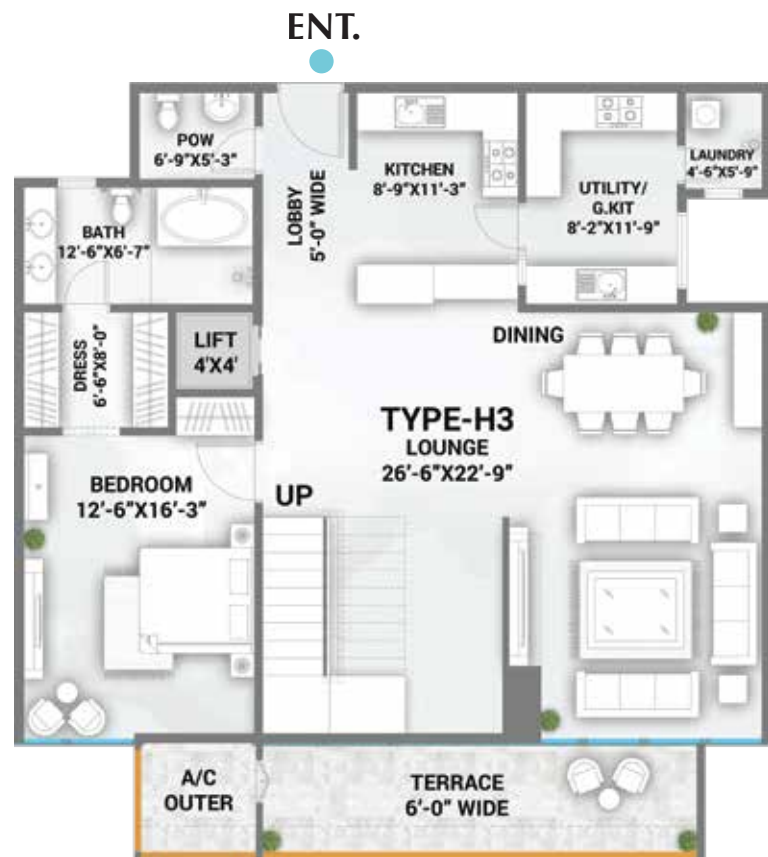 ENT.
POW
6'-9"X5'-3"
LOBBY
5'-0" WIDE
KITCHEN
8'-9"X11'-3"
UTILITY/
G.KIT
8'-2"X11'-9"
LAUNDRY
4'-6"X5'-9"
BATH
12'-6"X6'-7"
DRESS
6'-6"X8'-0"
LIFT
4'X4'
DINING
TYPE-H3
LOUNGE
26'-6"X22'-9"
BEDROOM
12'-6"X16'-3"
UP
A/C
OUTER
TERRACE
6'-0" WIDE